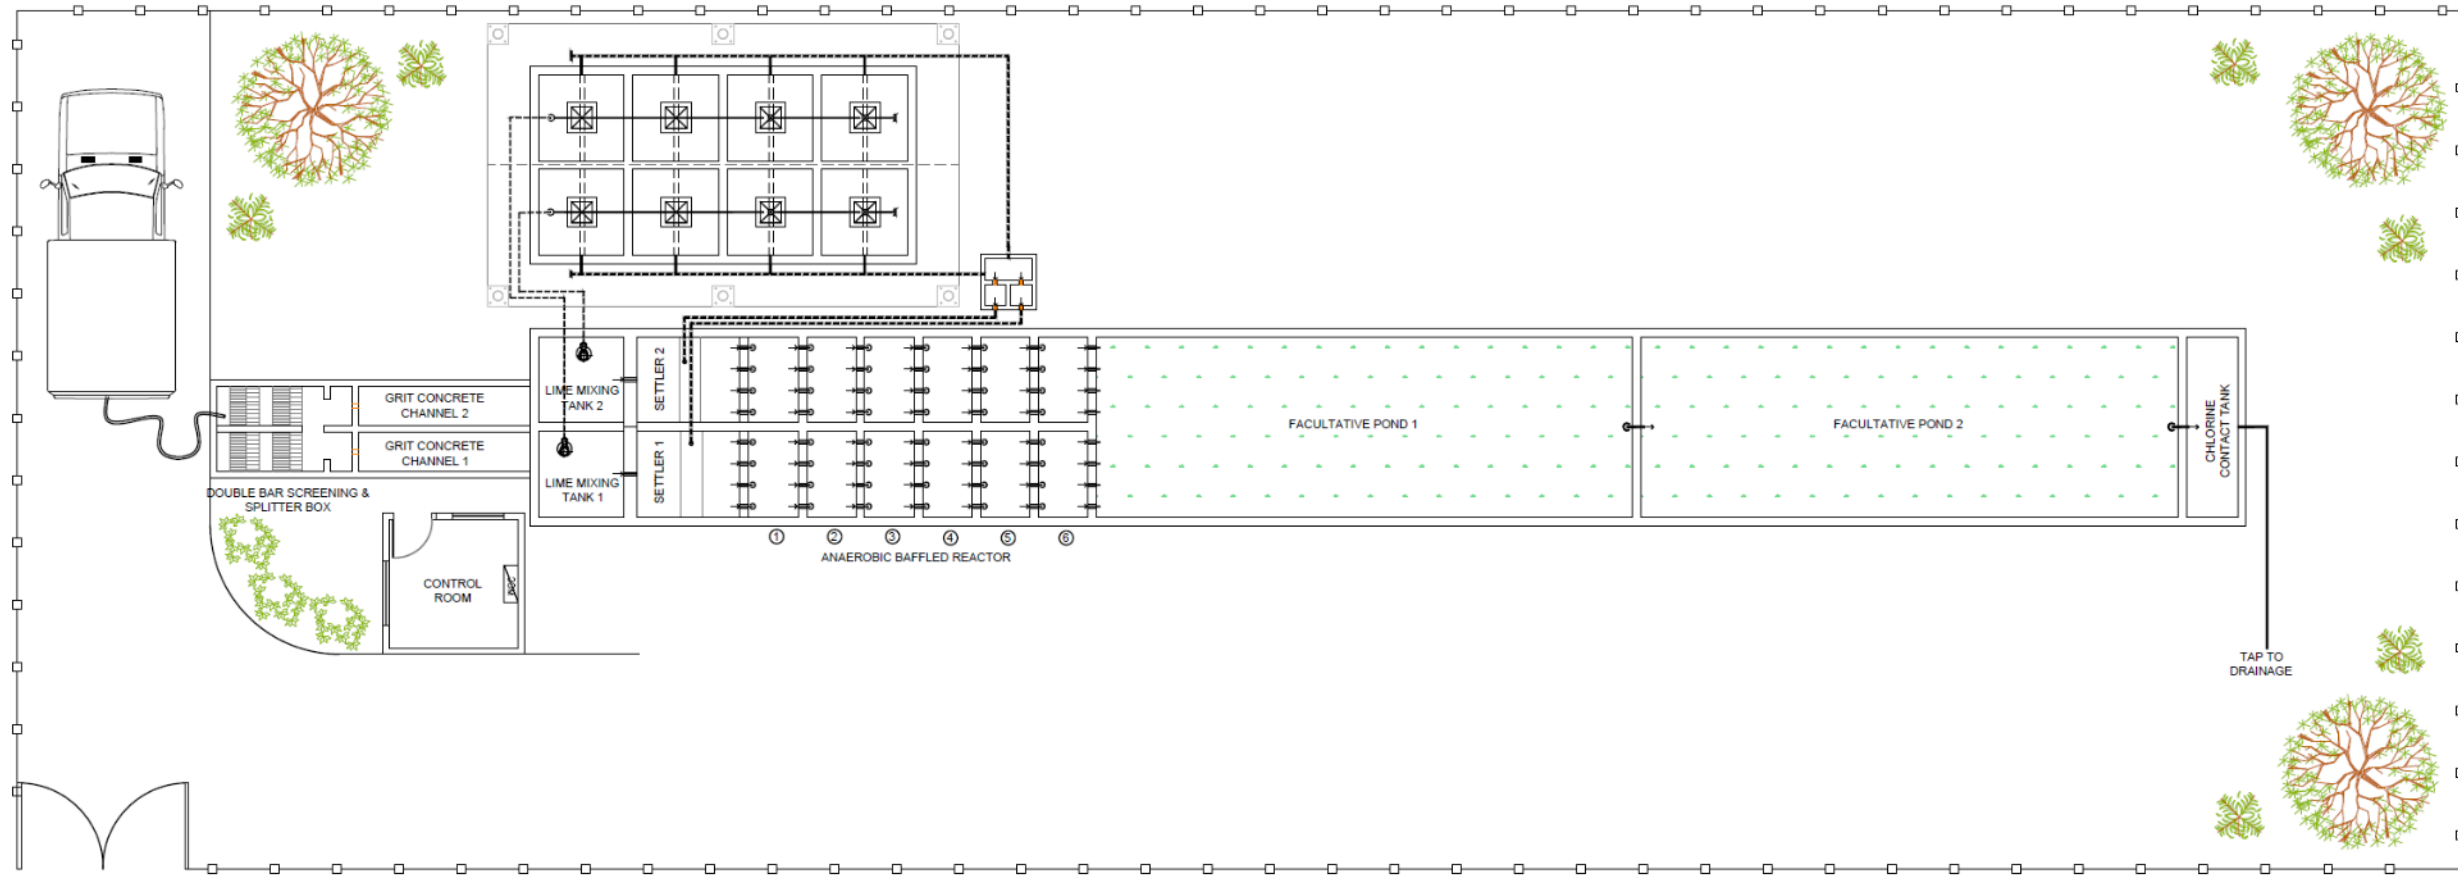 GRIT CONCRETE
CHANNEL 2
GRIT CONCRETE
CHANNEL 1
DOUBLE BAR SCREENING &
SPLITTER BOX
CONTROL
ROOM
LIME MIXING
TANK 2
LIME MIXING
TANK 1
SETTLER 2
SETTLER 1
1
2
3
4
5
6
ANAEROBIC BAFFLED REACTOR
FACULTATIVE POND 1
FACULTATIVE POND 2
CHLORINE
CONTACT TANK
TAP TO
DRAINAGE